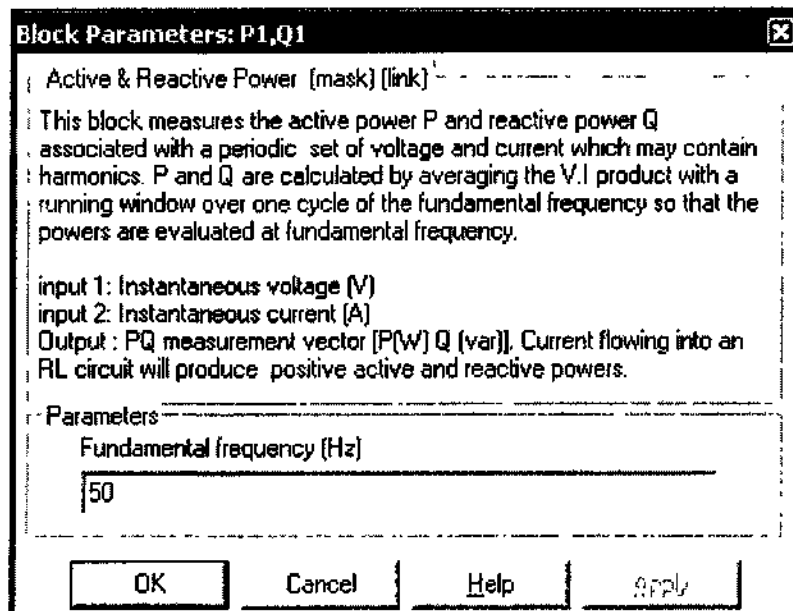 Block Parameters: P1,Q1
Active & Reactive Power (mask) (link)
This block measures the active power P and reactive power Q
associated with a periodic set of voltage and current which may contain
harmonics. P and Q are calculated by averaging the V.I product with a
running window over one cycle of the fundamental frequency so that the
powers are evaluated at fundamental frequency.
input 1: Instantaneous voltage (V)
input 2: Instantaneous current (A)
Output : PQ measurement vector [P(W) Q (var)]. Current flowing into an
RL circuit will produce positive active and reactive powers.
Parameters
Fundamental frequency (Hz)
50
OK Cancel Help Apply